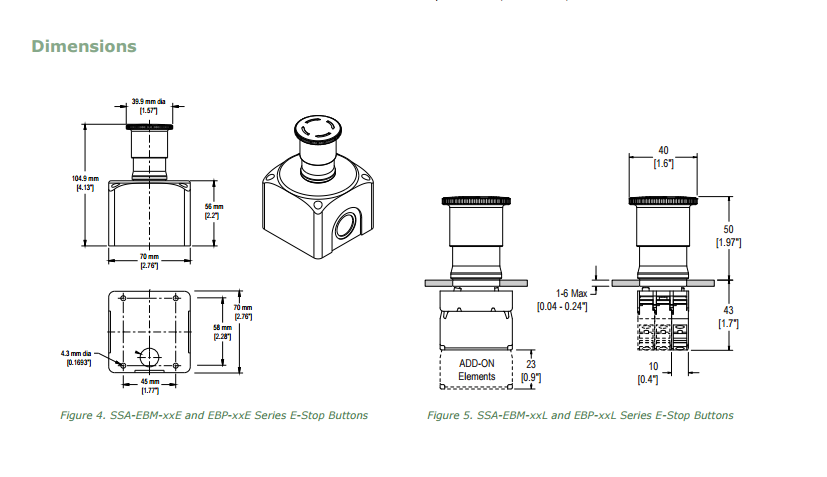 Dimensions
39.9 mm dia
[1.57"]
104.9 mm
[4.13"]
56 mm
[2.2"]
70 mm
[2.76"]
70 mm
[2.76"]
58 mm
[2.28"]
4.3 mm dia
[0.1693"]
45 mm
[1.77"]
Figure 4. SSA-EBM-xxE and EBP-xxE Series E-Stop Buttons
40
[1.6"]
50
[1.97"]
1-6 Max
[0.04 - 0.24"]
43
[1.7"]
ADD-ON
Elements
23
[0.9"]
10
[0.4"]
Figure 5. SSA-EBM-xxL and EBP-xxL Series E-Stop Buttons